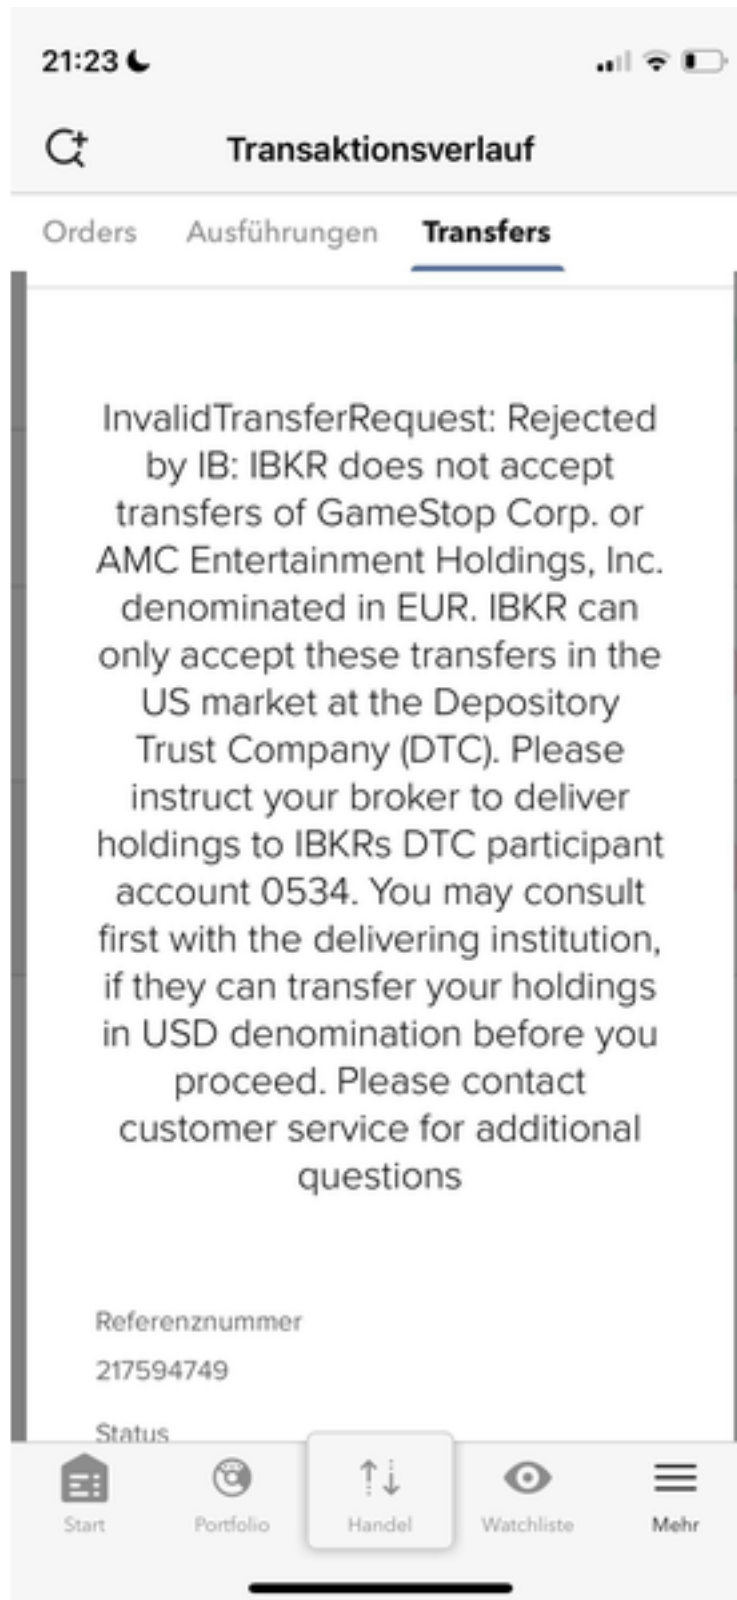 21:23
Transaktionsverlauf
Orders Ausführungen Transfers
InvalidTransferRequest: Rejected
by IB: IBKR does not accept
transfers of GameStop Corp. or
AMC Entertainment Holdings, Inc.
denominated in EUR. IBKR can
only accept these transfers in the
US market at the Depository
Trust Company (DTC). Please
instruct your broker to deliver
holdings to IBKRs DTC participant
account 0534. You may consult
first with the delivering institution,
if they can transfer your holdings
in USD denomination before you
proceed. Please contact
customer service for additional
questions
Referenznummer
217594749
Status
Start Portfolio Handel Watchliste Mehr